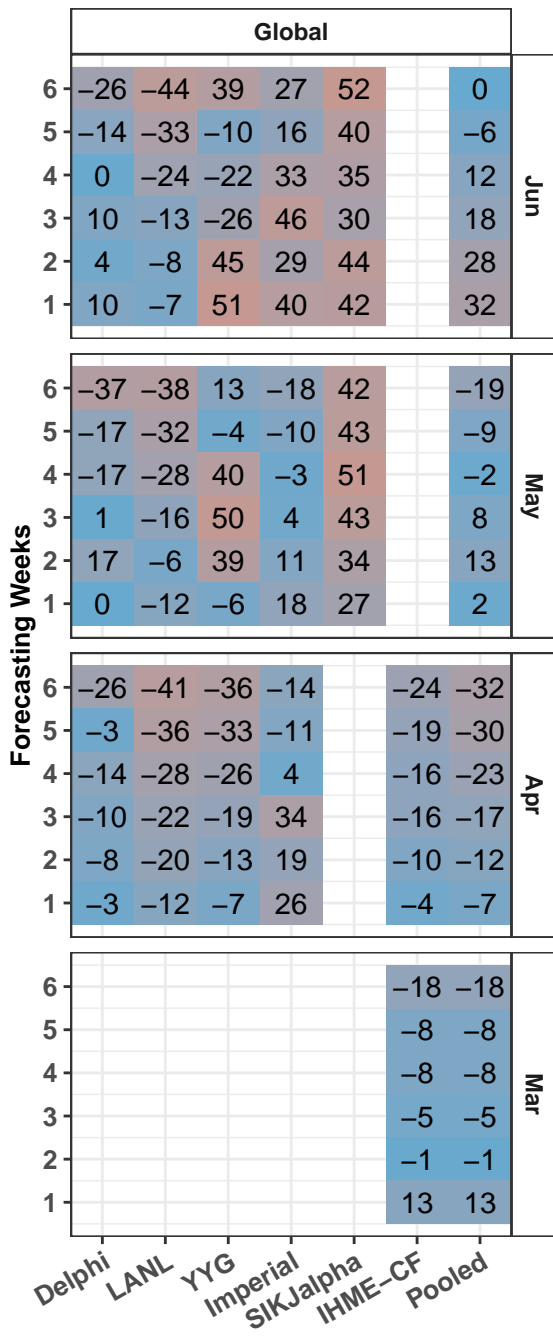 Global
6 −26 −44 39 27 52 0
5 −14 −33 −10 16 40 −6
4 0 −24 −22 33 35 12
3 10 −13 −26 46 30 18
2 4 −8 45 29 44 28
1 10 −7 51 40 42 32
Jun
6 −37 −38 13 −18 42 −19
5 −17 −32 −4 −10 43 −9
4 −17 −28 40 −3 51 −2
3 1 −16 50 4 43 8
2 17 −6 39 11 34 13
1 0 −12 −6 18 27 2
May
Forecasting Weeks
6 −26 −41 −36 −14 −24 −32
5 −3 −36 −33 −11 −19 −30
4 −14 −28 −26 4 −16 −23
3 −10 −22 −19 34 −16 −17
2 −8 −20 −13 19 −10 −12
1 −3 −12 −7 26 −4 −7
Apr
6 −18 −18
5 −8 −8
4 −8 −8
3 −5 −5
2 −1 −1
1 13 13
Mar
Delphi LANL YYG Imperial SIKJalpha IHME−CF Pooled